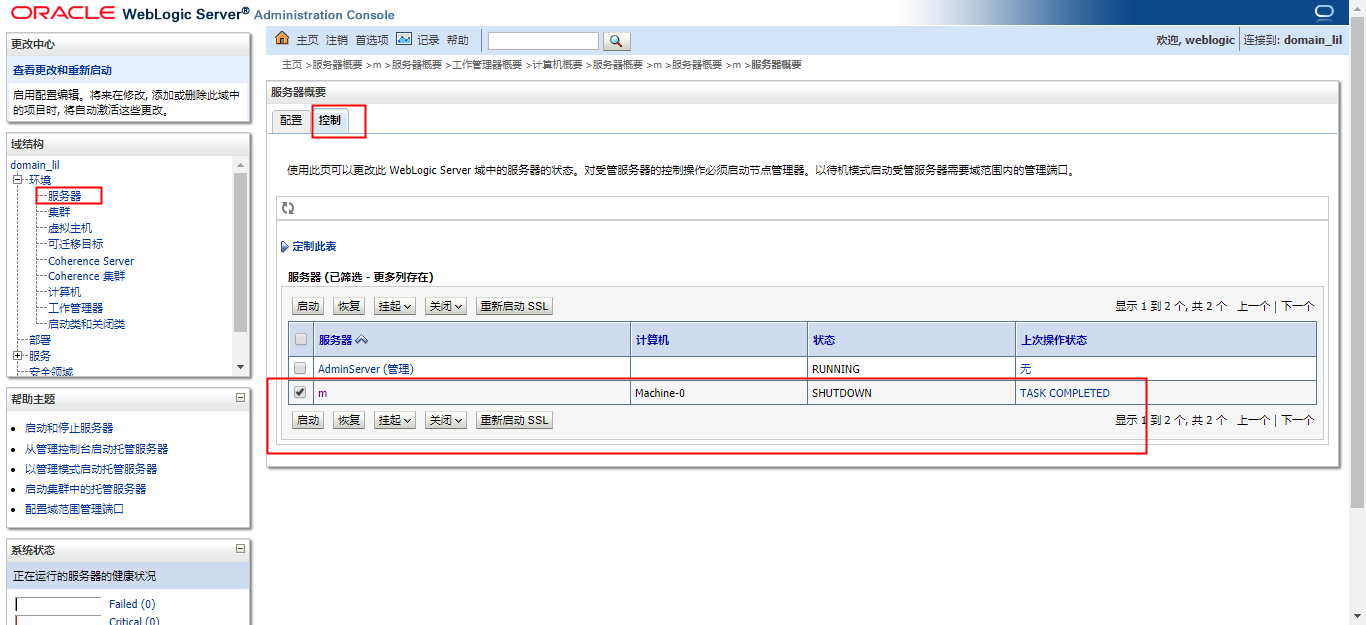 ORACLE WebLogic Server® Administration Console
更改中心
查看更改和重新启动
启用配置编辑。将来在修改, 添加或删除此域中
的项目时, 将自动激活这些更改。
域结构
domain_lil
环境
服务器
集群
虚拟主机
可迁移目标
Coherence Server
Coherence 集群
计算机
工作管理器
启动类和关闭类
部署
服务
安全领域
帮助主题
启动和停止服务器
从管理控制台启动托管服务器
以管理模式启动托管服务器
启动集群中的托管服务器
配置域范围管理端口
系统状态
正在运行的服务器的健康状况
Failed (0)
Critical (0)
主页 注销 首选项 记录 帮助
欢迎, weblogic 连接到: domain_lil
主页 >服务器概要 >m >服务器概要 >工作管理器概要 >计算机概要 >服务器概要 >m >服务器概要 >m >服务器概要
服务器概要
配置 控制
使用此页可以更改此 WebLogic Server 域中的服务器的状态。对受管服务器的控制操作必须启动节点管理器。以待机模式启动受管服务器需要域范围内的管理端口。
定制此表
服务器 (已筛选 - 更多列存在)
启动 恢复 挂起 关闭 重新启动 SSL 显示 1 到 2 个, 共 2 个 上一个 | 下一个
服务器 计算机 状态 上次操作状态
AdminServer (管理) RUNNING 无
m Machine-0 SHUTDOWN TASK COMPLETED
启动 恢复 挂起 关闭 重新启动 SSL 显示 1 到 2 个, 共 2 个 上一个 | 下一个